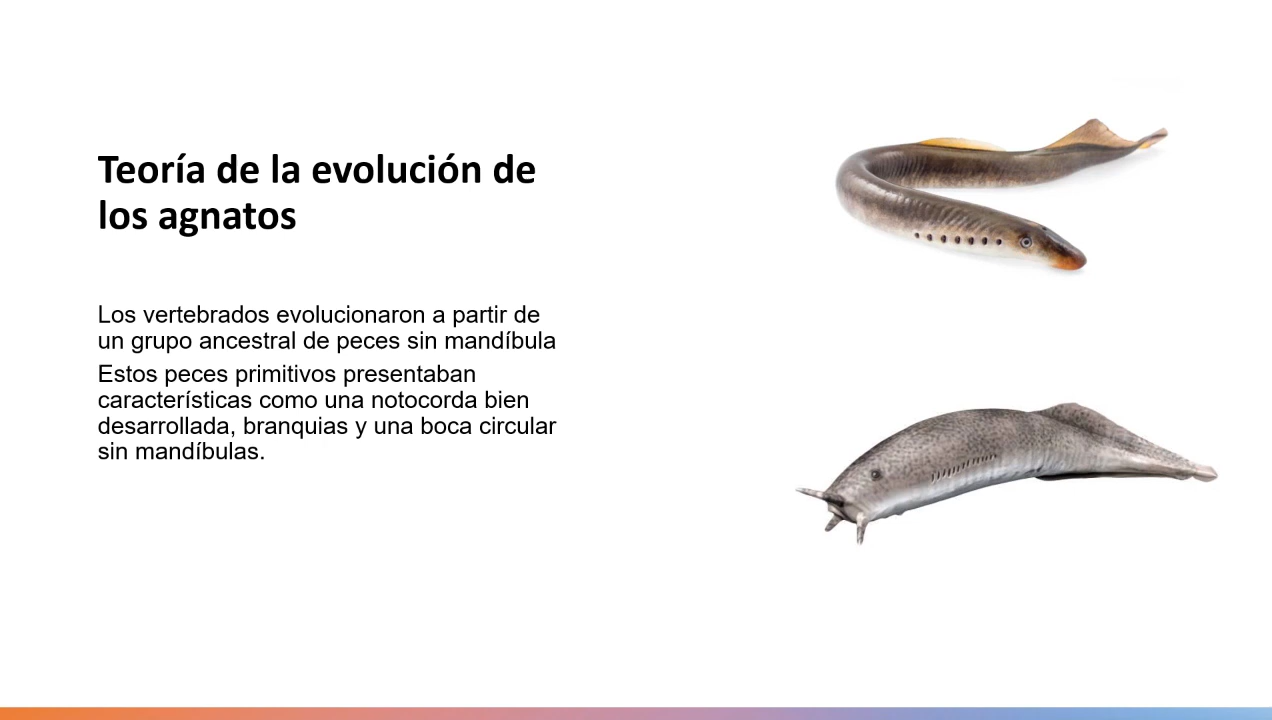 Teoría de la evolución de
los agnatos
Los vertebrados evolucionaron a partir de
un grupo ancestral de peces sin mandíbula
Estos peces primitivos presentaban
características como una notocorda bien
desarrollada, branquias y una boca circular
sin mandíbulas.